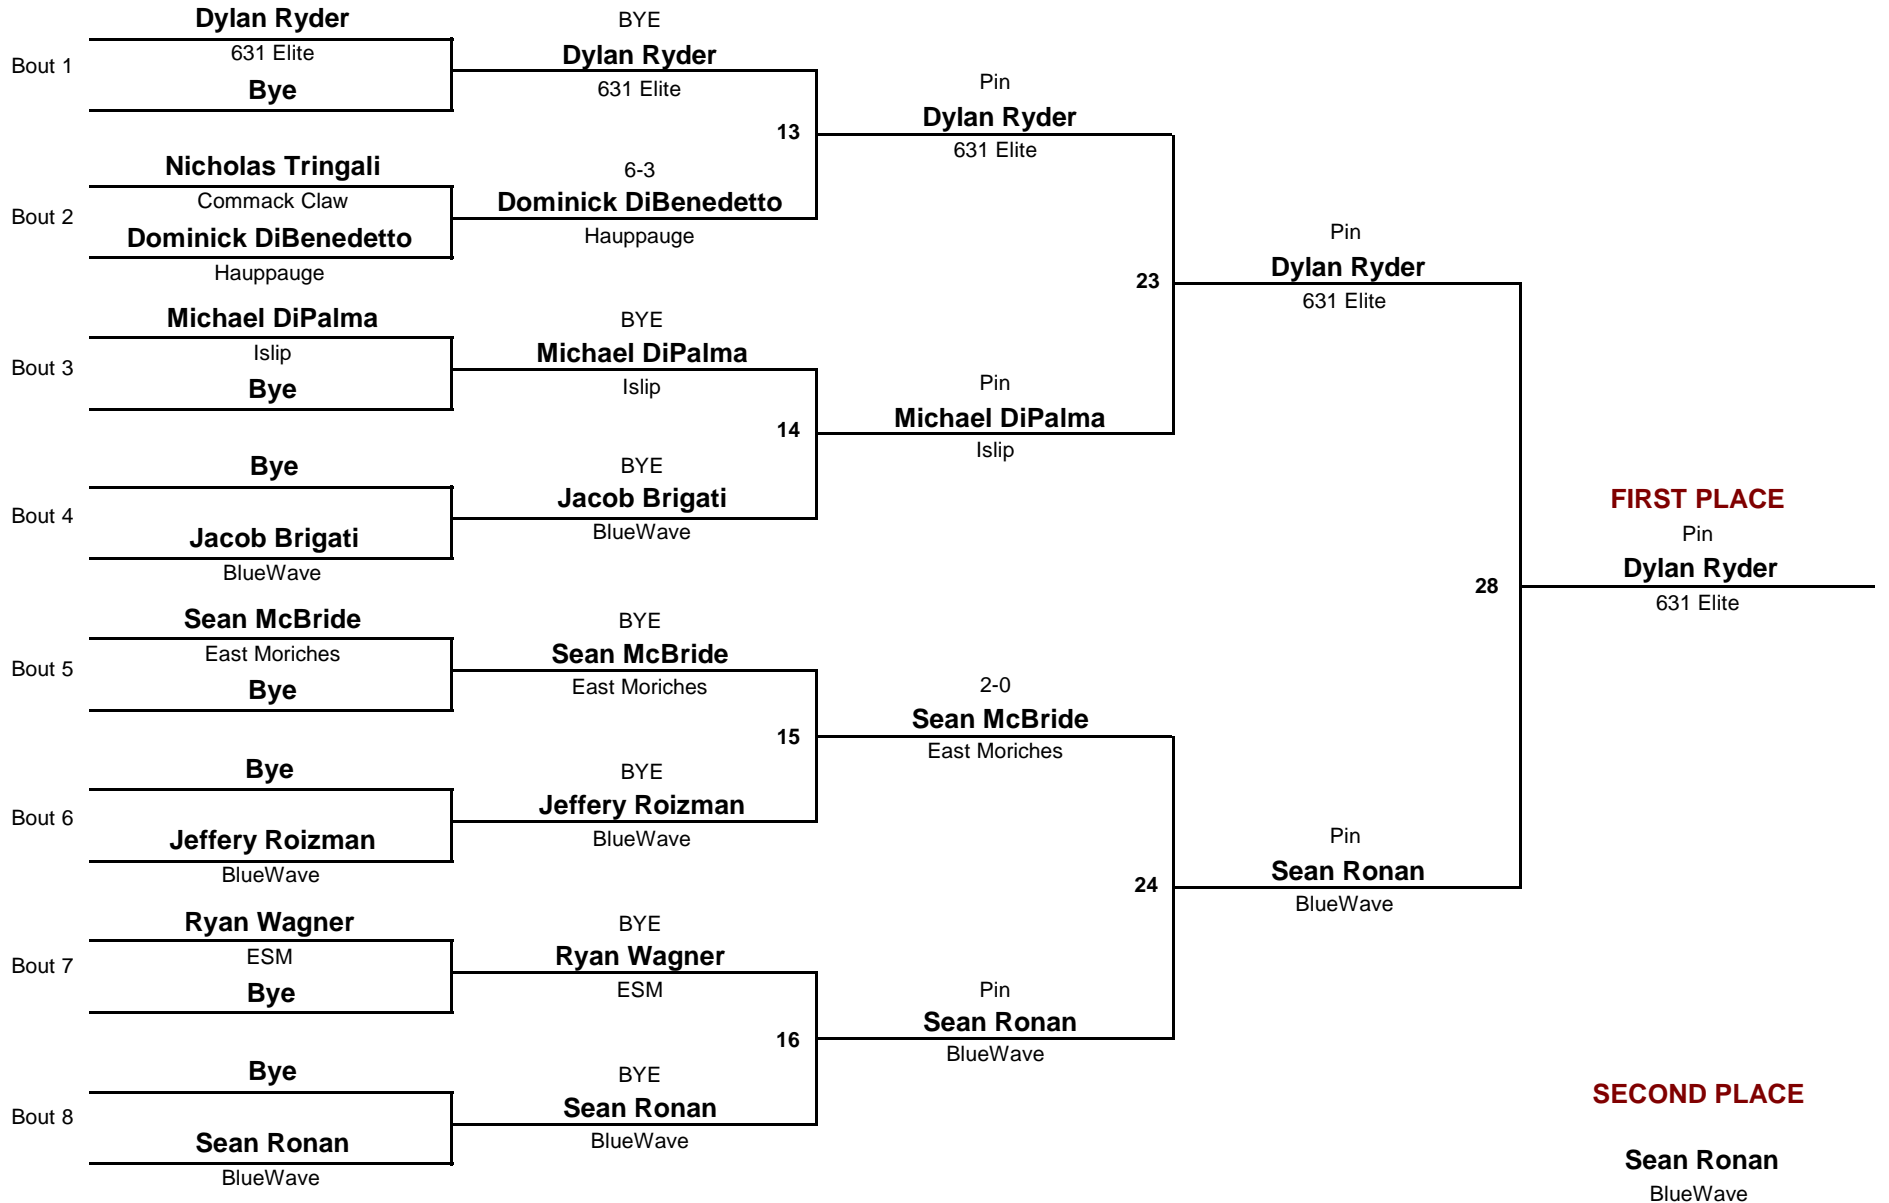 Dylan Ryder
Bout 1
631 Elite
Bye
Nicholas Tringali
Bout 2
Commack Claw
Dominick DiBenedetto
Hauppauge
Michael DiPalma
Bout 3
Islip
Bye
Bye
Bout 4
Jacob Brigati
BlueWave
Sean McBride
Bout 5
East Moriches
Bye
Bye
Bout 6
Jeffery Roizman
BlueWave
Ryan Wagner
Bout 7
ESM
Bye
Bye
Bout 8
Sean Ronan
BlueWave
BYE
Dylan Ryder
631 Elite
13
6-3
Dominick DiBenedetto
Hauppauge
BYE
Michael DiPalma
Islip
14
BYE
Jacob Brigati
BlueWave
BYE
Sean McBride
East Moriches
15
BYE
Jeffery Roizman
BlueWave
BYE
Ryan Wagner
ESM
16
BYE
Sean Ronan
BlueWave
Pin
Dylan Ryder
631 Elite
23
Pin
Michael DiPalma
Islip
2-0
Sean McBride
East Moriches
24
Pin
Sean Ronan
BlueWave
Pin
Dylan Ryder
631 Elite
28
Pin
Sean Ronan
BlueWave
FIRST PLACE
Pin
Dylan Ryder
631 Elite
SECOND PLACE
Sean Ronan
BlueWave